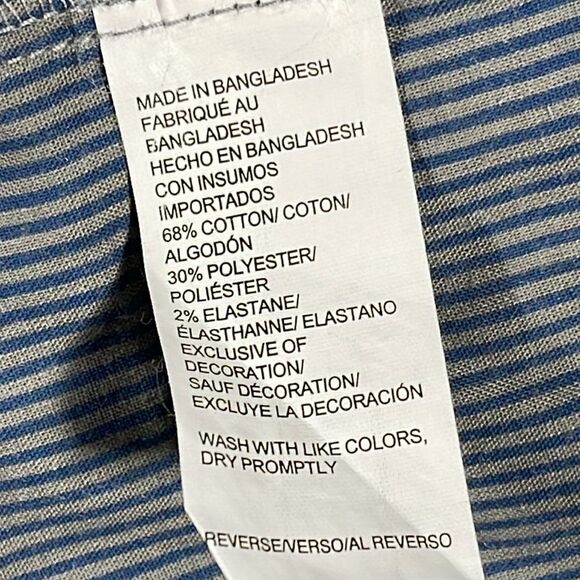 MADE IN BANGLADESH
FABRIQUÉ AU
BANGLADESH
HECHO EN BANGLADESH
CON INSUMOS
IMPORTADOS
68% COTTON/ COTON/
ALGODÓN
30% POLYESTER/
POLIÉSTER
2% ELASTANE/
ÉLASTHANNE/ ELASTANO
EXCLUSIVE OF
DECORATION/
SAUF DÉCORATION/
EXCLUYE LA DECORACIÓN
WASH WITH LIKE COLORS,
DRY PROMPTLY
REVERSE/VERSO/AL REVERSO